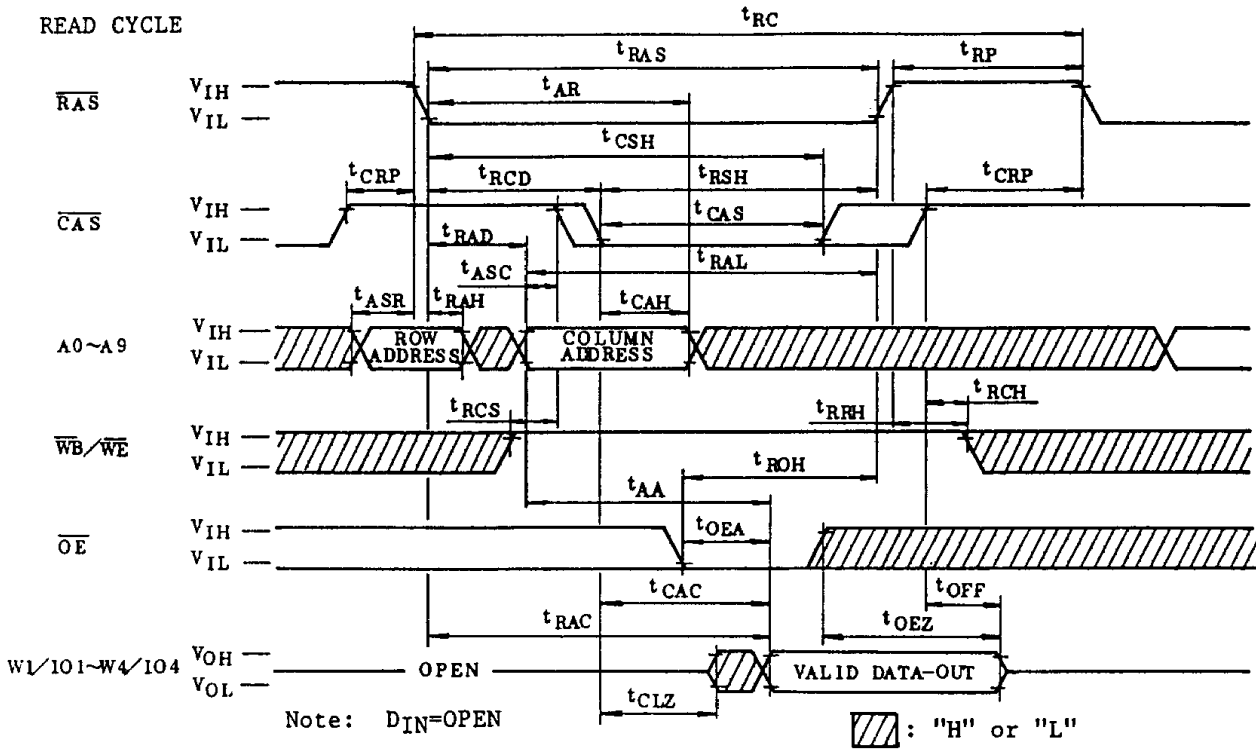 READ CYCLE
tRC
tRAS
tRP
RAS
VIH
VIL
tAR
tCSH
tCRP
tRCD
tRSH
tCRP
CAS
VIH
VIL
tCAS
tRAD
tRAL
tASC
tASR
tRAH
tCAH
A0~A9
VIH
VIL
ROW ADDRESS
COLUMN ADDRESS
tRCS
tRRH
tRCH
WB/WE
VIH
VIL
tROH
tAA
OE
VIH
VIL
tOEA
tCAC
tOFF
tRAC
tOEZ
W1/IO1~W4/IO4
VOH
VOL
OPEN
VALID DATA-OUT
tCLZ
Note: DIN=OPEN
: "H" or "L"